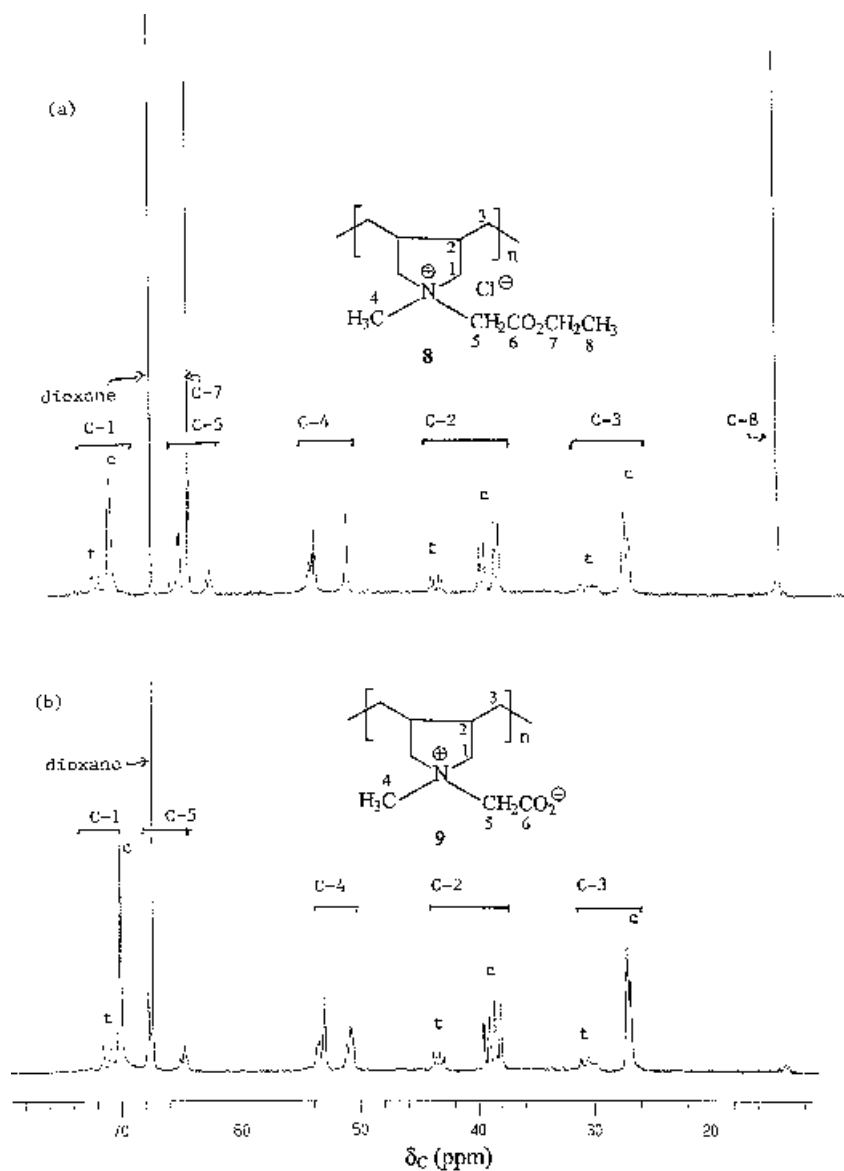 (a)
3
2
n
1
⊕
Cl⊖
4
N
H₃C
CH₂CO₂CH₂CH₃
5 6 7 8
8
dioxane
C-7
C-1
C-5
C-4
C-2
C-3
C-8
c
c
c
t
t
t
(b)
3
2
n
1
⊕
dioxane
4
N
H₃C
CH₂CO₂⊖
5 6
9
C-1
C-5
c
C-4
C-2
C-3
c
c
t
t
t
70 60 50 40 30 20
δC (ppm)